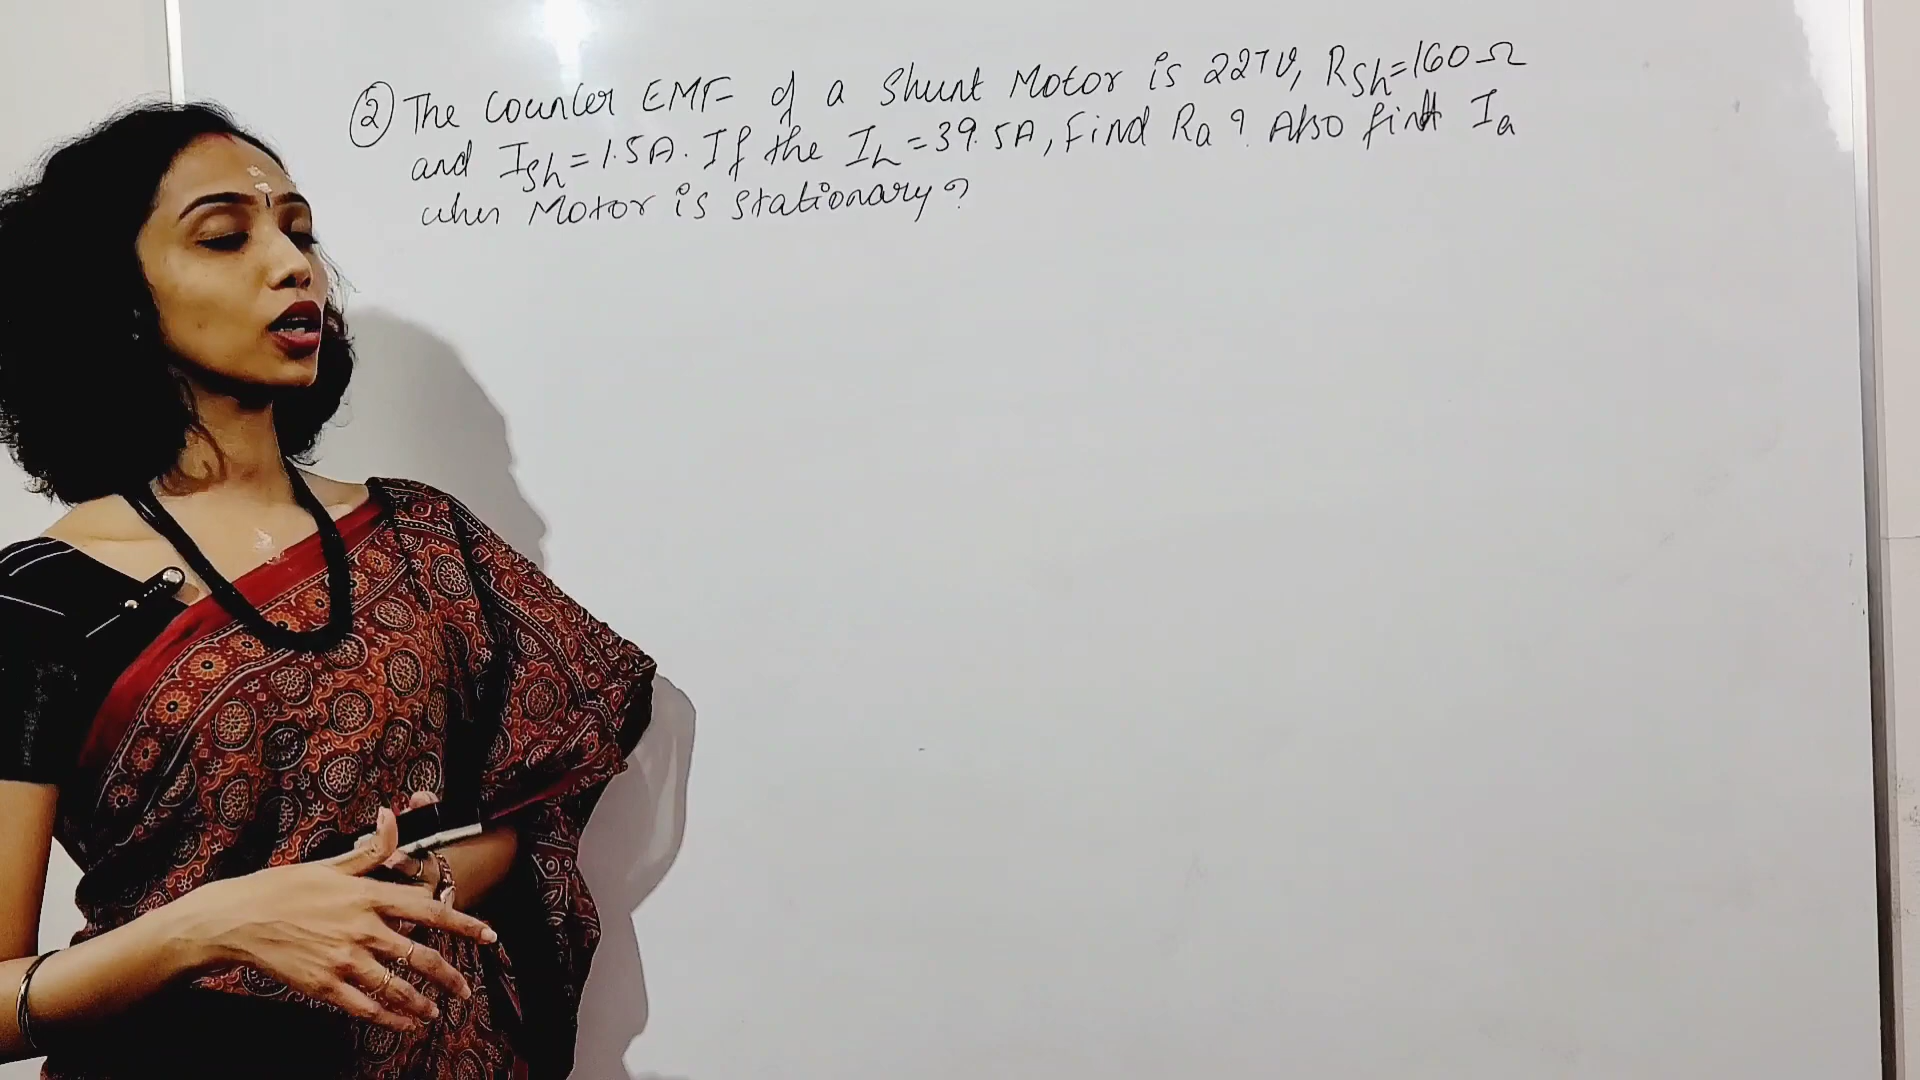 ② The Counter EMF of a Shunt Motor is 227V, Rsh=160Ω
and Ish=1.5A. If the IL=39.5A, Find Ra? Also find Ia
when Motor is stationary?